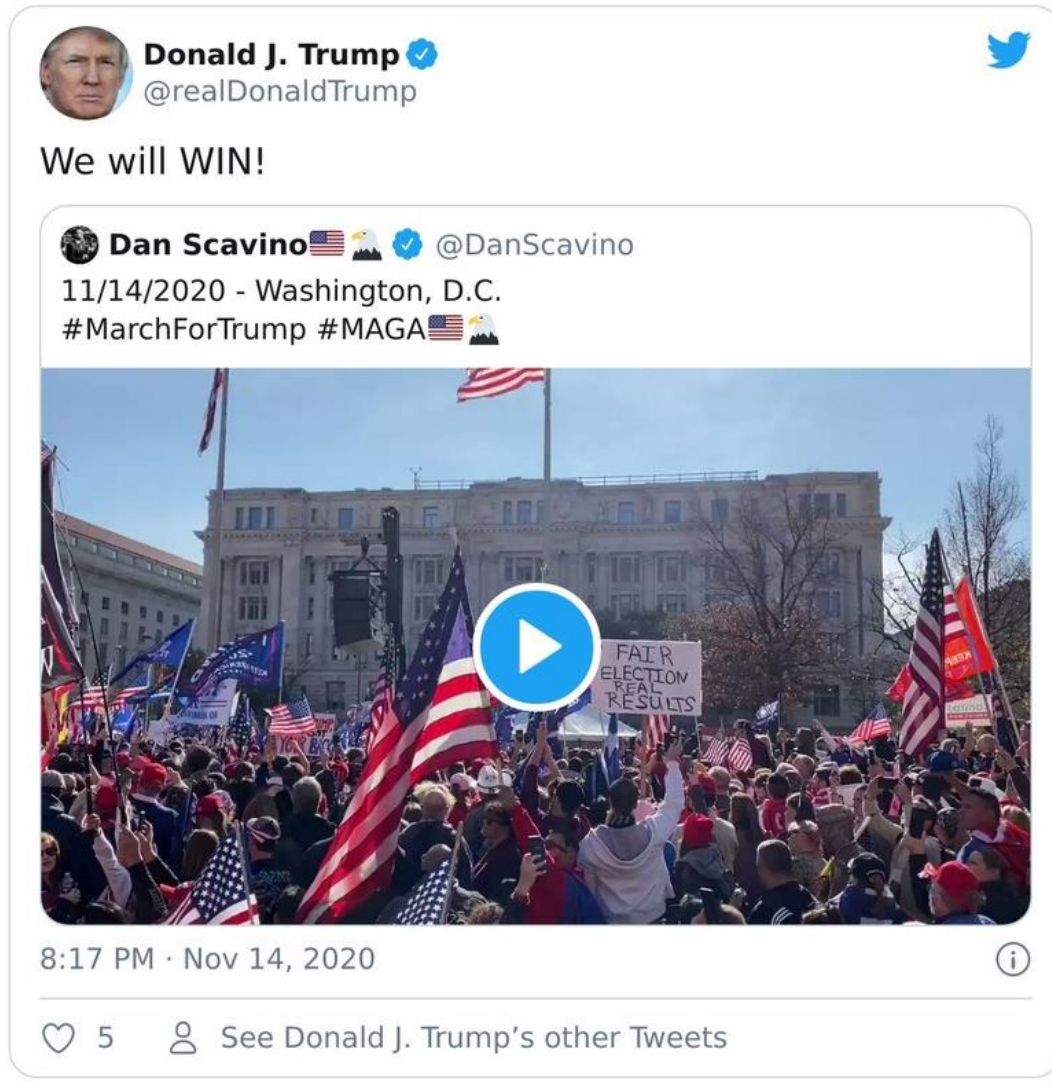 Donald J. Trump
@realDonaldTrump
We will WIN!
Dan Scavino🇺🇸🦅 @DanScavino
11/14/2020 - Washington, D.C.
#MarchForTrump #MAGA🇺🇸🦅
FAIR
ELECTION
REAL
RESULTS
8:17 PM · Nov 14, 2020
5 See Donald J. Trump’s other Tweets